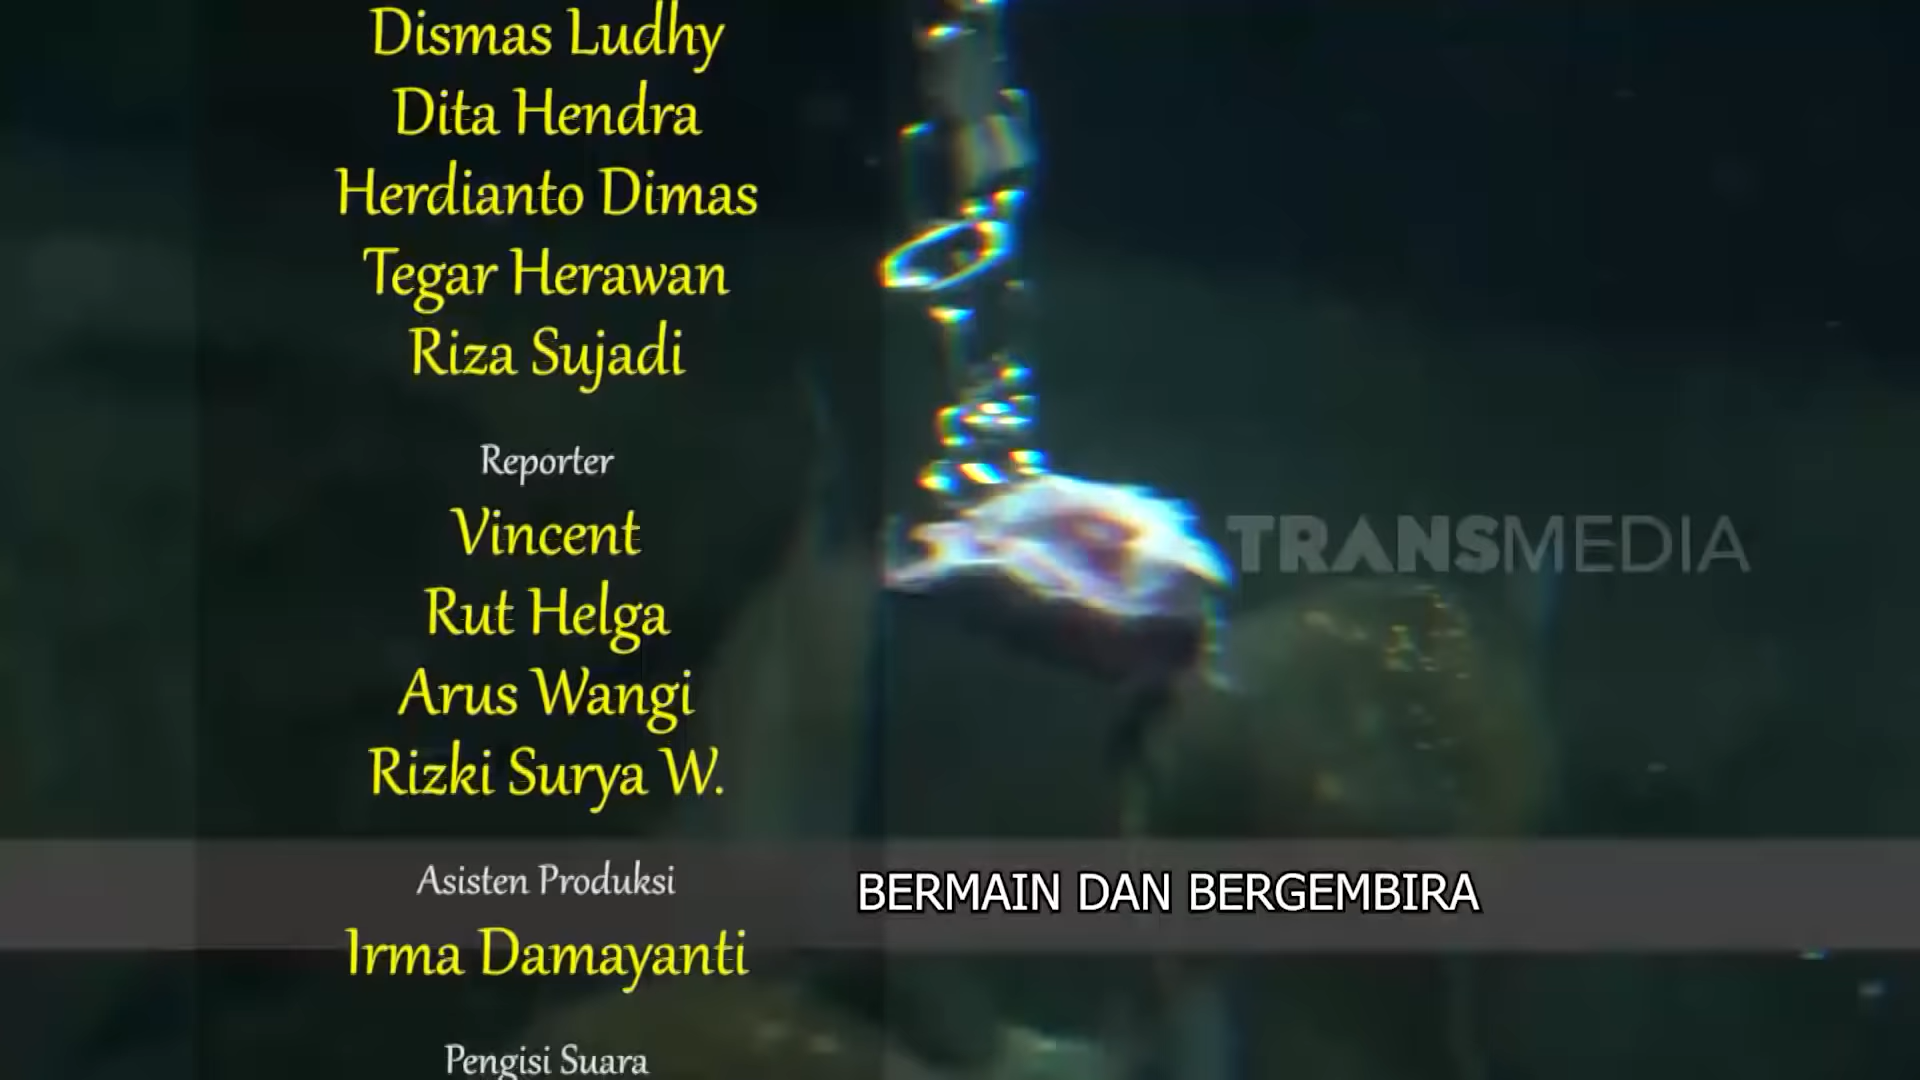 Dismas Ludhy
Dita Hendra
Herdianto Dimas
Tegar Herawan
Riza Sujadi
Reporter
Vincent
Rut Helga
Arus Wangi
Rizki Surya W.
Asisten Produksi
Irma Damayanti
Pengisi Suara
TRANSMEDIA
BERMAIN DAN BERGEMBIRA